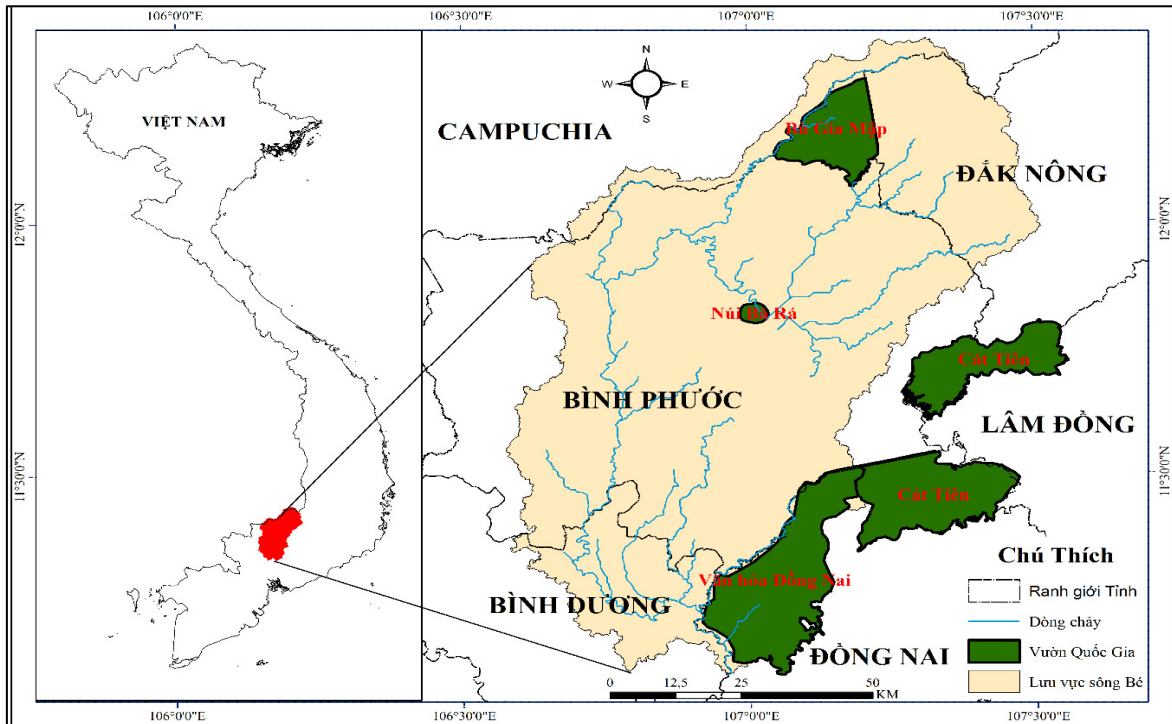 106°0'0"E
106°30'0"E
107°0'0"E
107°30'0"E
VIỆT NAM
N
W
E
S
CAMPUCHIA
Bù Gia Mập
ĐẮK NÔNG
12°0'0"N
12°0'0"N
Núi Bà Rá
Cát Tiên
BÌNH PHƯỚC
LÂM ĐỒNG
11°30'0"N
11°30'0"N
Cát Tiên
Chú Thích
Văn hóa Đồng Nai
Ranh giới Tỉnh
BÌNH ĐƯƠNG
Dòng chảy
ĐỒNG NAI
Vườn Quốc Gia
Lưu vực sông Bé
0
12,5
25
50
KM
106°0'0"E
106°30'0"E
107°0'0"E
107°30'0"E